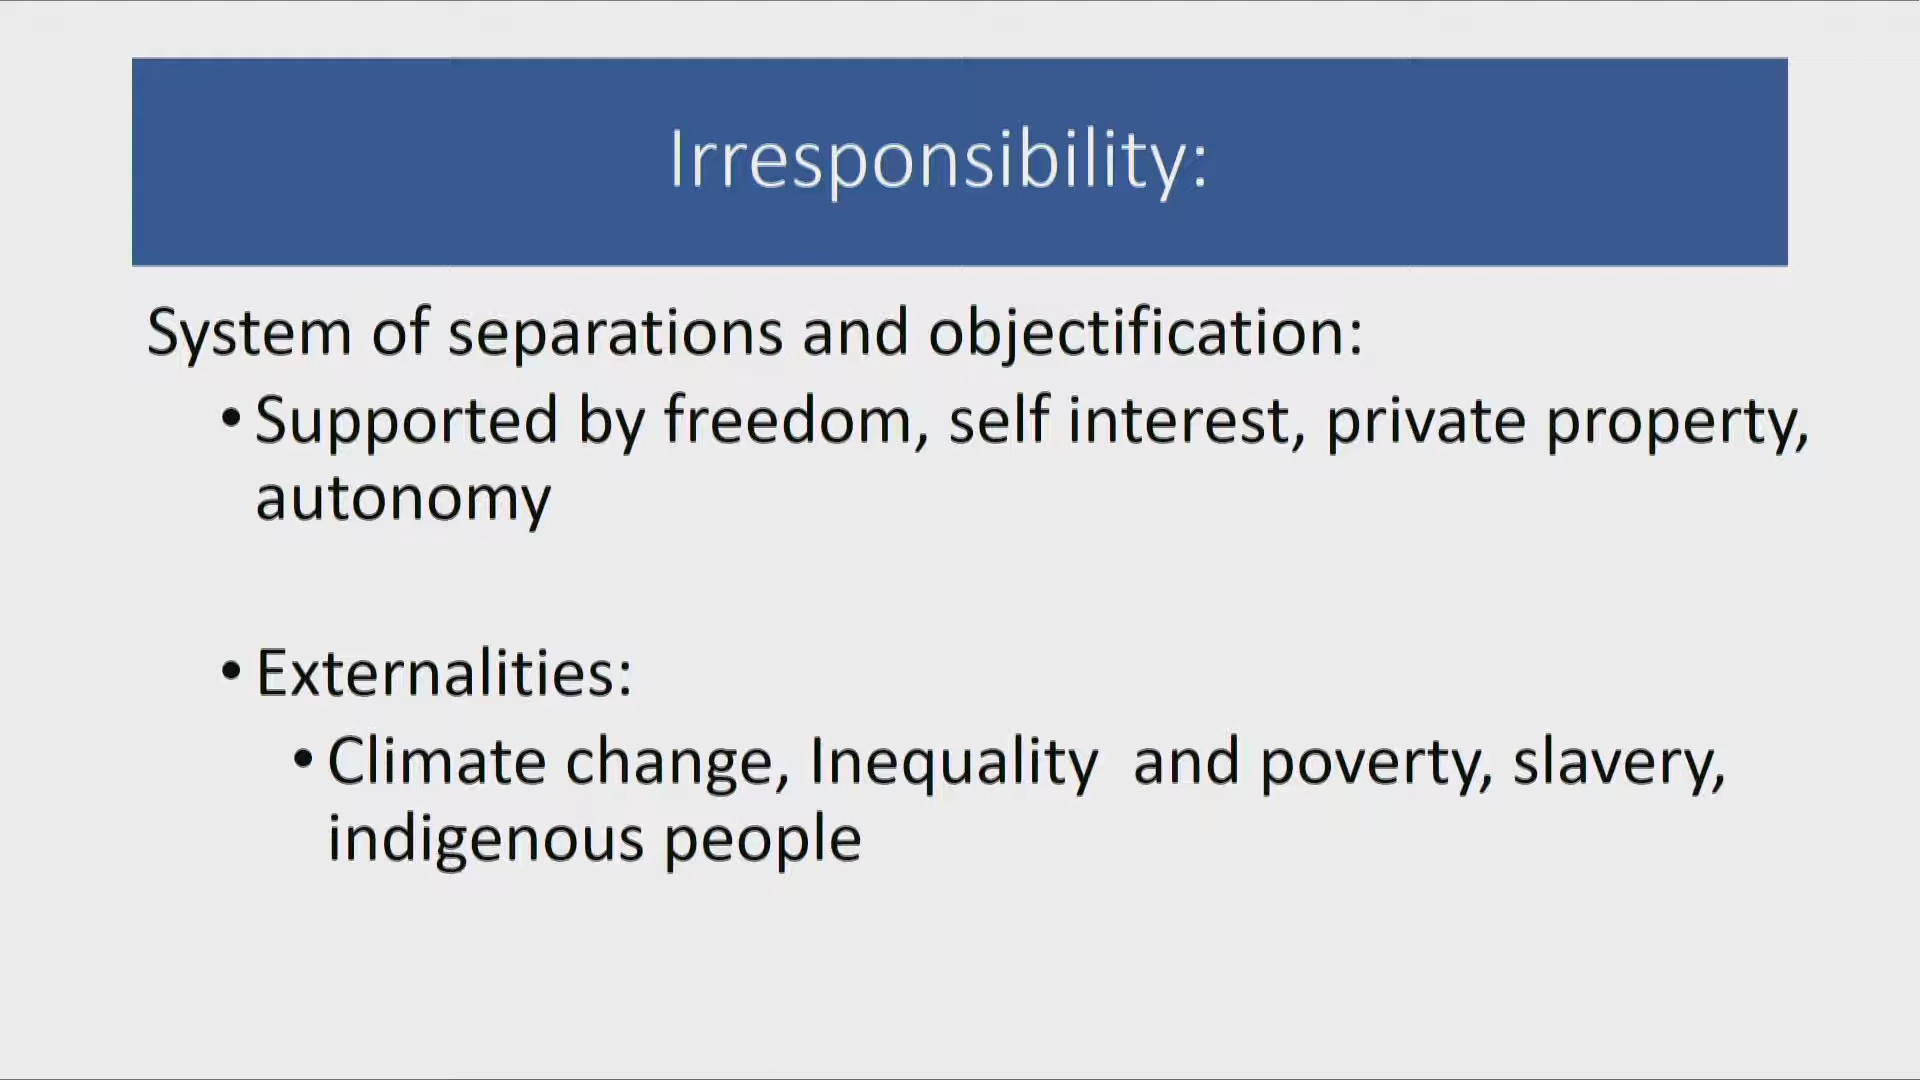 Irresponsibility:
System of separations and objectification:
• Supported by freedom, self interest, private property,
autonomy
• Externalities:
• Climate change, Inequality  and poverty, slavery,
indigenous people